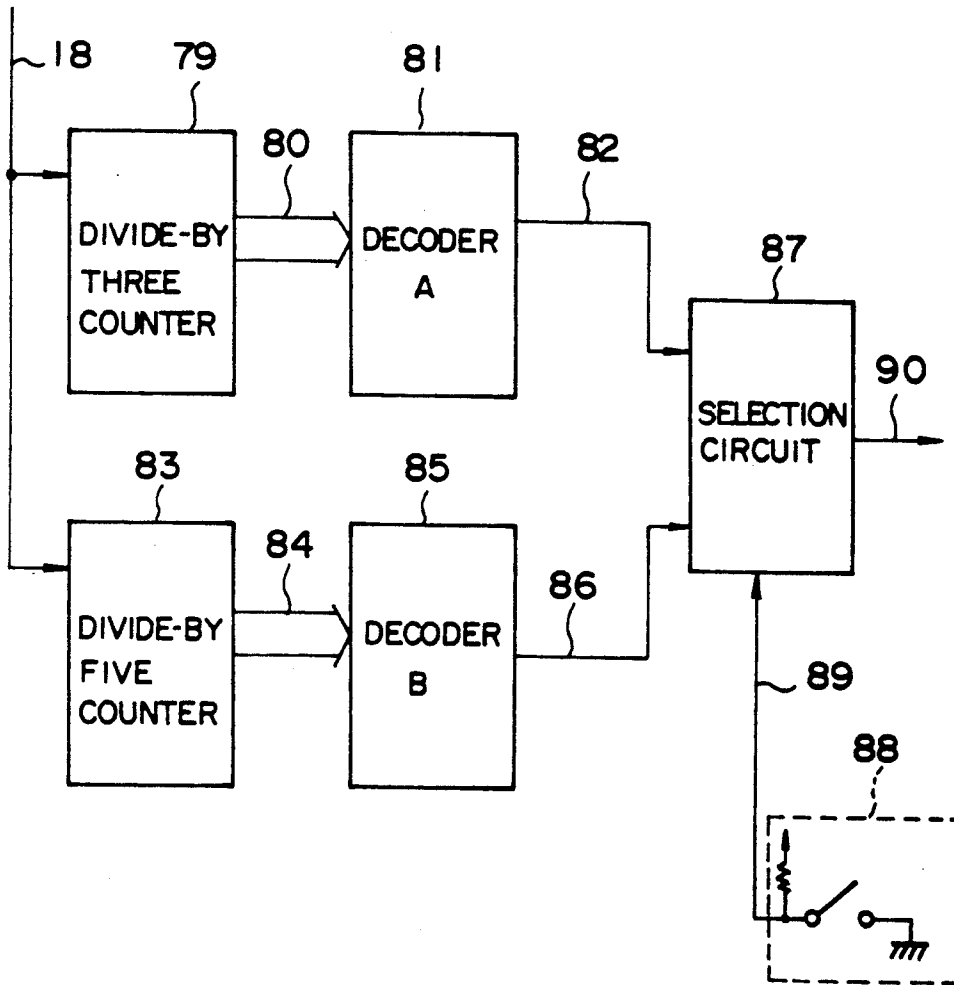 18
79
80
81
82
DIVIDE-BY
THREE
COUNTER
DECODER
A
87
90
SELECTION
CIRCUIT
83
84
85
86
DIVIDE-BY
FIVE
COUNTER
DECODER
B
89
88